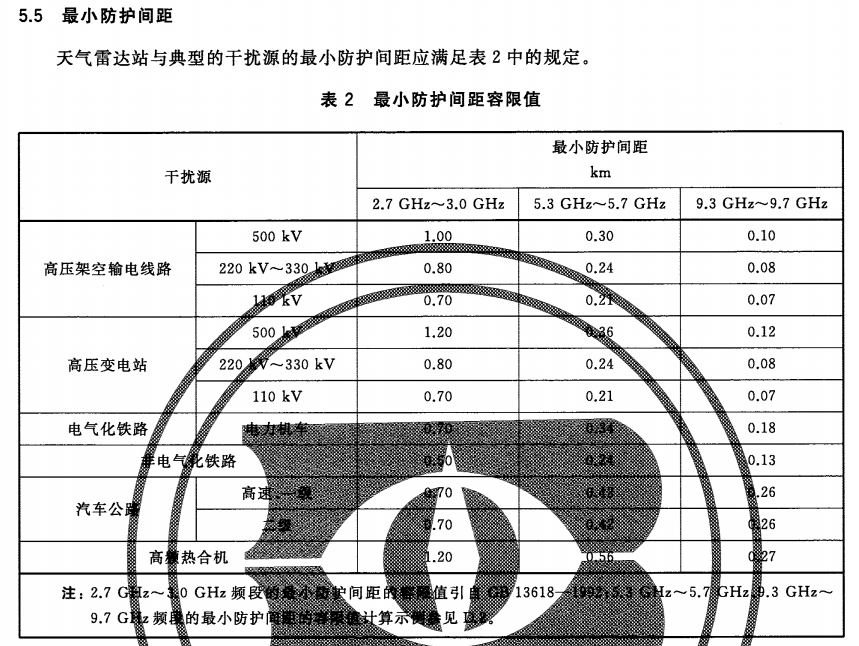 5.5 最小防护间距
天气雷达站与典型的干扰源的最小防护间距应满足表 2 中的规定。
表 2 最小防护间距容限值
干扰源 最小防护间距
km
2.7 GHz～3.0 GHz 5.3 GHz～5.7 GHz 9.3 GHz～9.7 GHz
高压架空输电线路 500 kV 1.00 0.30 0.10
220 kV～330 kV 0.80 0.24 0.08
110 kV 0.70 0.21 0.07
高压变电站 500 kV 1.20 0.36 0.12
220 kV～330 kV 0.80 0.24 0.08
110 kV 0.70 0.21 0.07
电气化铁路 电力机车 0.70 0.34 0.18
非电气化铁路 0.50 0.24 0.13
汽车公路 高速、一级 0.70 0.42 0.26
二级 0.70 0.42 0.26
高频热合机 1.20 0.56 0.27
注：2.7 GHz～3.0 GHz 频段的最小防护间距的容限值引自 GB 13618—1992；5.3 GHz～5.7 GHz、9.3 GHz～
9.7 GHz 频段的最小防护间距的容限值计算示例参见 D.2。